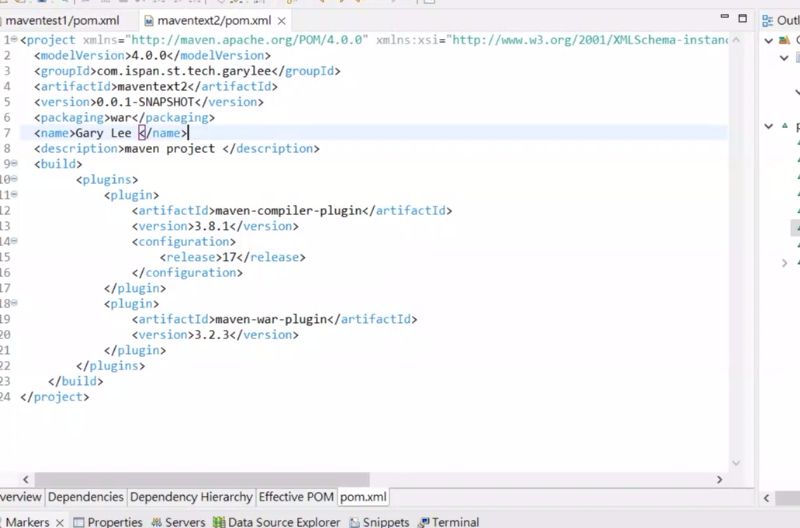 maventest1/pom.xml
maventext2/pom.xml
Outl
1 <project xmlns="http://maven.apache.org/POM/4.0.0" xmlns:xsi="http://www.w3.org/2001/XMLSchema-instanc
2 <modelVersion>4.0.0</modelVersion>
3 <groupId>com.ispan.st.tech.garylee</groupId>
4 <artifactId>maventext2</artifactId>
5 <version>0.0.1-SNAPSHOT</version>
6 <packaging>war</packaging>
7 <name>Gary Lee </name>
8 <description>maven project </description>
9 <build>
10 <plugins>
11 <plugin>
12 <artifactId>maven-compiler-plugin</artifactId>
13 <version>3.8.1</version>
14 <configuration>
15 <release>17</release>
16 </configuration>
17 </plugin>
18 <plugin>
19 <artifactId>maven-war-plugin</artifactId>
20 <version>3.2.3</version>
21 </plugin>
22 </plugins>
23 </build>
24 </project>
verview Dependencies Dependency Hierarchy Effective POM pom.xml
Markers Properties Servers Data Source Explorer Snippets Terminal